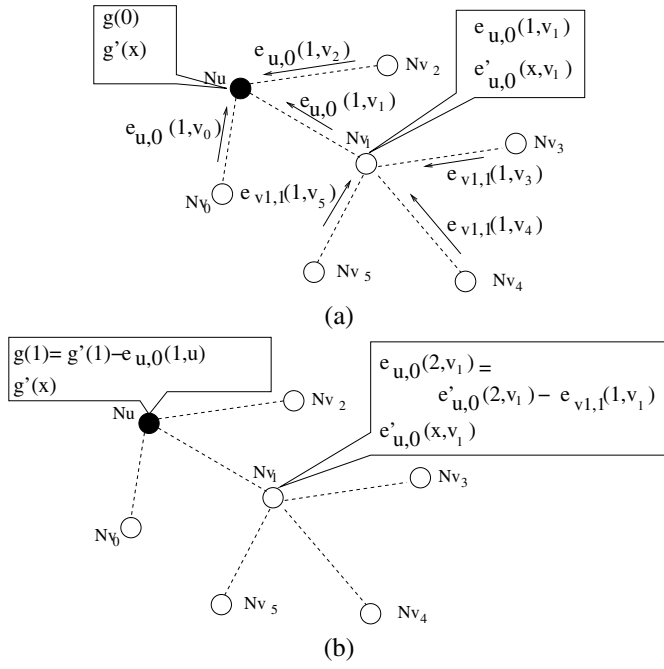 g(0)
g'(x)
Nu
e_{u,0}(1,v_2)
Nv_2
e_{u,0}(1,v_1)
e'_{u,0}(x,v_1)
e_{u,0}(1,v_1)
e_{u,0}(1,v_0)
Nv_1
Nv_3
Nv_0
e_{v1,1}(1,v_5)
e_{v1,1}(1,v_3)
e_{v1,1}(1,v_4)
Nv_5
Nv_4
(a)
g(1)= g'(1)−e_{u,0}(1,u)
g'(x)
e_{u,0}(2,v_1) =
e'_{u,0}(2,v_1) − e_{v1,1}(1,v_1)
e'_{u,0}(x,v_1)
Nu
Nv_2
Nv_1
Nv_3
Nv_0
Nv_5
Nv_4
(b)